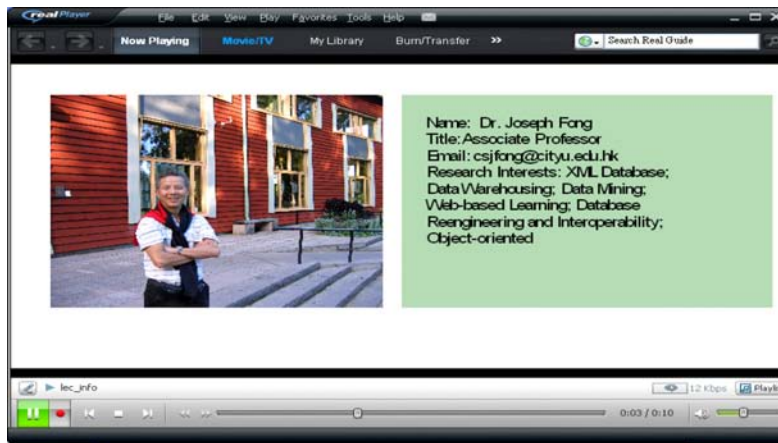 real Player File Edit View Play Favorites Tools Help
Now Playing Movie/TV My Library Burn/Transfer >> Search Real Guide
Name: Dr. Joseph Fong
Title: Associate Professor
Email: csjfong@cityu.edu.hk
Research Interests: XML Database;
Data Warehousing; Data Mining;
Web-based Learning; Database
Reengineering and Interoperability;
Object-oriented
lec_info 12 Kbps
0:03 / 0:10